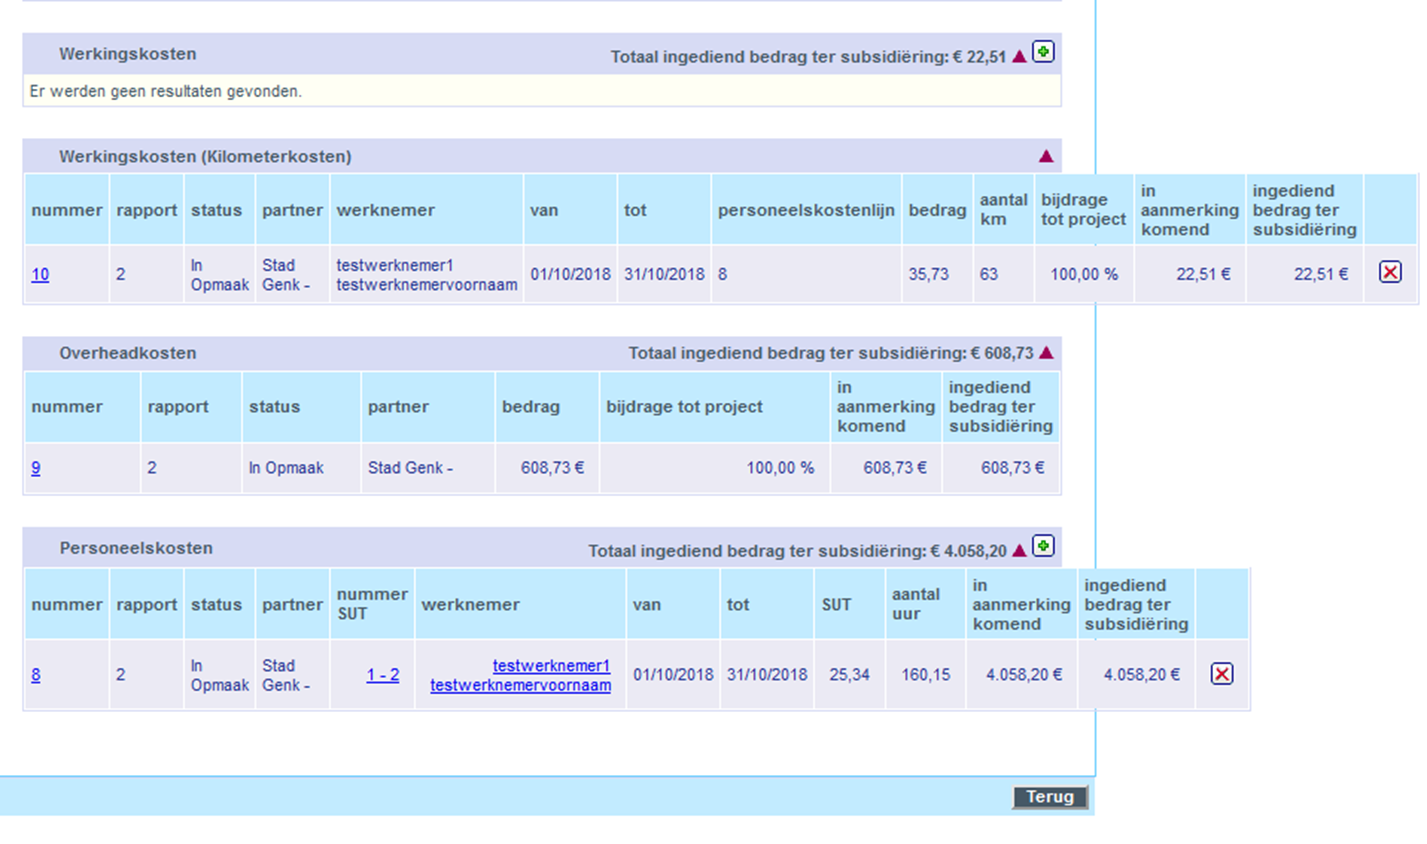 Werkingskosten Totaal ingediend bedrag ter subsidiëring: € 22,51
Er werden geen resultaten gevonden.
Werkingskosten (Kilometerkosten)
nummer rapport status partner werknemer van tot personeelskostenlijn bedrag aantal km bijdrage tot project in aanmerking komend ingediend bedrag ter subsidiëring
10 2 In Opmaak Stad Genk - testwerknemer1 testwerknemervoornaam 01/10/2018 31/10/2018 8 35,73 63 100,00 % 22,51 € 22,51 €
Overheadkosten Totaal ingediend bedrag ter subsidiëring: € 608,73
nummer rapport status partner bedrag bijdrage tot project in aanmerking komend ingediend bedrag ter subsidiëring
9 2 In Opmaak Stad Genk - 608,73 € 100,00 % 608,73 € 608,73 €
Personeelskosten Totaal ingediend bedrag ter subsidiëring: € 4.058,20
nummer rapport status partner nummer SUT werknemer van tot SUT aantal uur in aanmerking komend ingediend bedrag ter subsidiëring
8 2 In Opmaak Stad Genk - 1 - 2 testwerknemer1 testwerknemervoornaam 01/10/2018 31/10/2018 25,34 160,15 4.058,20 € 4.058,20 €
Terug